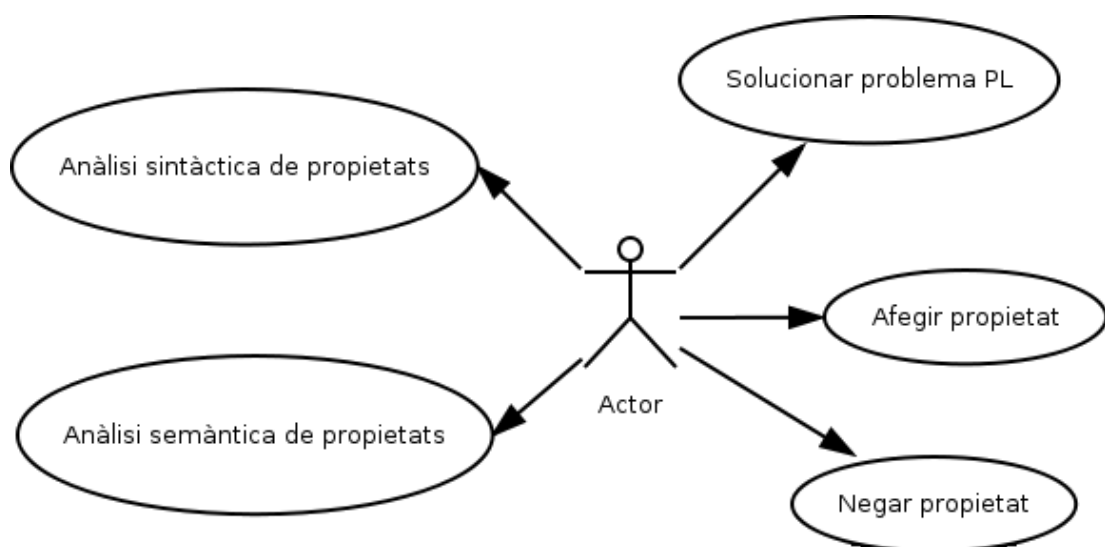 Solucionar problema PL
Anàlisi sintàctica de propietats
Afegir propietat
Actor
Anàlisi semàntica de propietats
Negar propietat